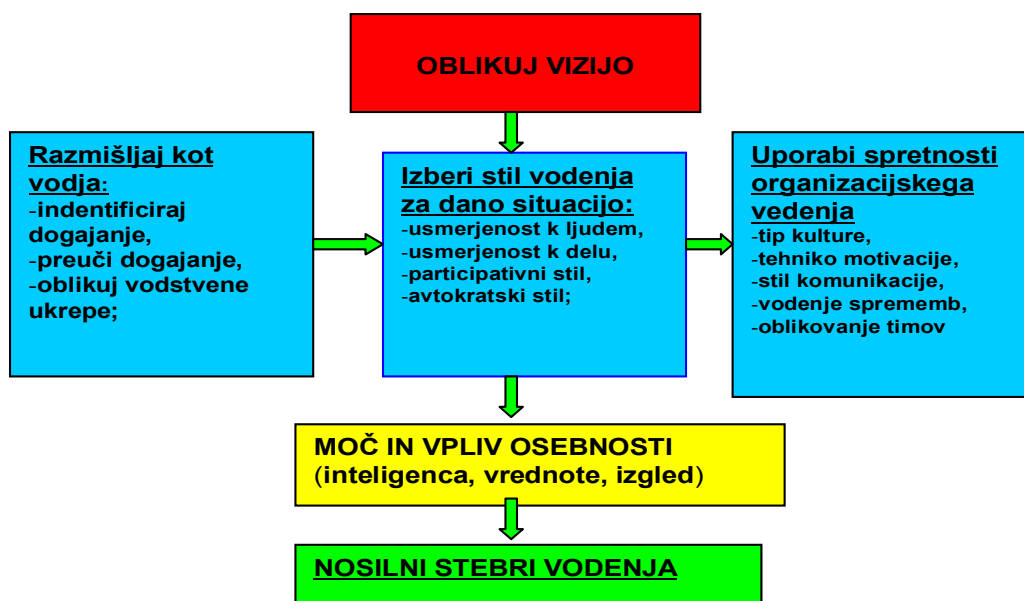 OBLIKUJ VIZIJO
Razmišljaj kot
vodja:
-indentificiraj
dogajanje,
-preuči dogajanje,
-oblikuj vodstvene
ukrepe;
Izberi stil vodenja
za dano situacijo:
-usmerjenost k ljudem,
-usmerjenost k delu,
-participativni stil,
-avtokratski stil;
Uporabi spretnosti
organizacijskega
vedenja
-tip kulture,
-tehniko motivacije,
-stil komunikacije,
-vodenje sprememb,
-oblikovanje timov
MOČ IN VPLIV OSEBNOSTI
(inteligenca, vrednote, izgled)
NOSILNI STEBRI VODENJA